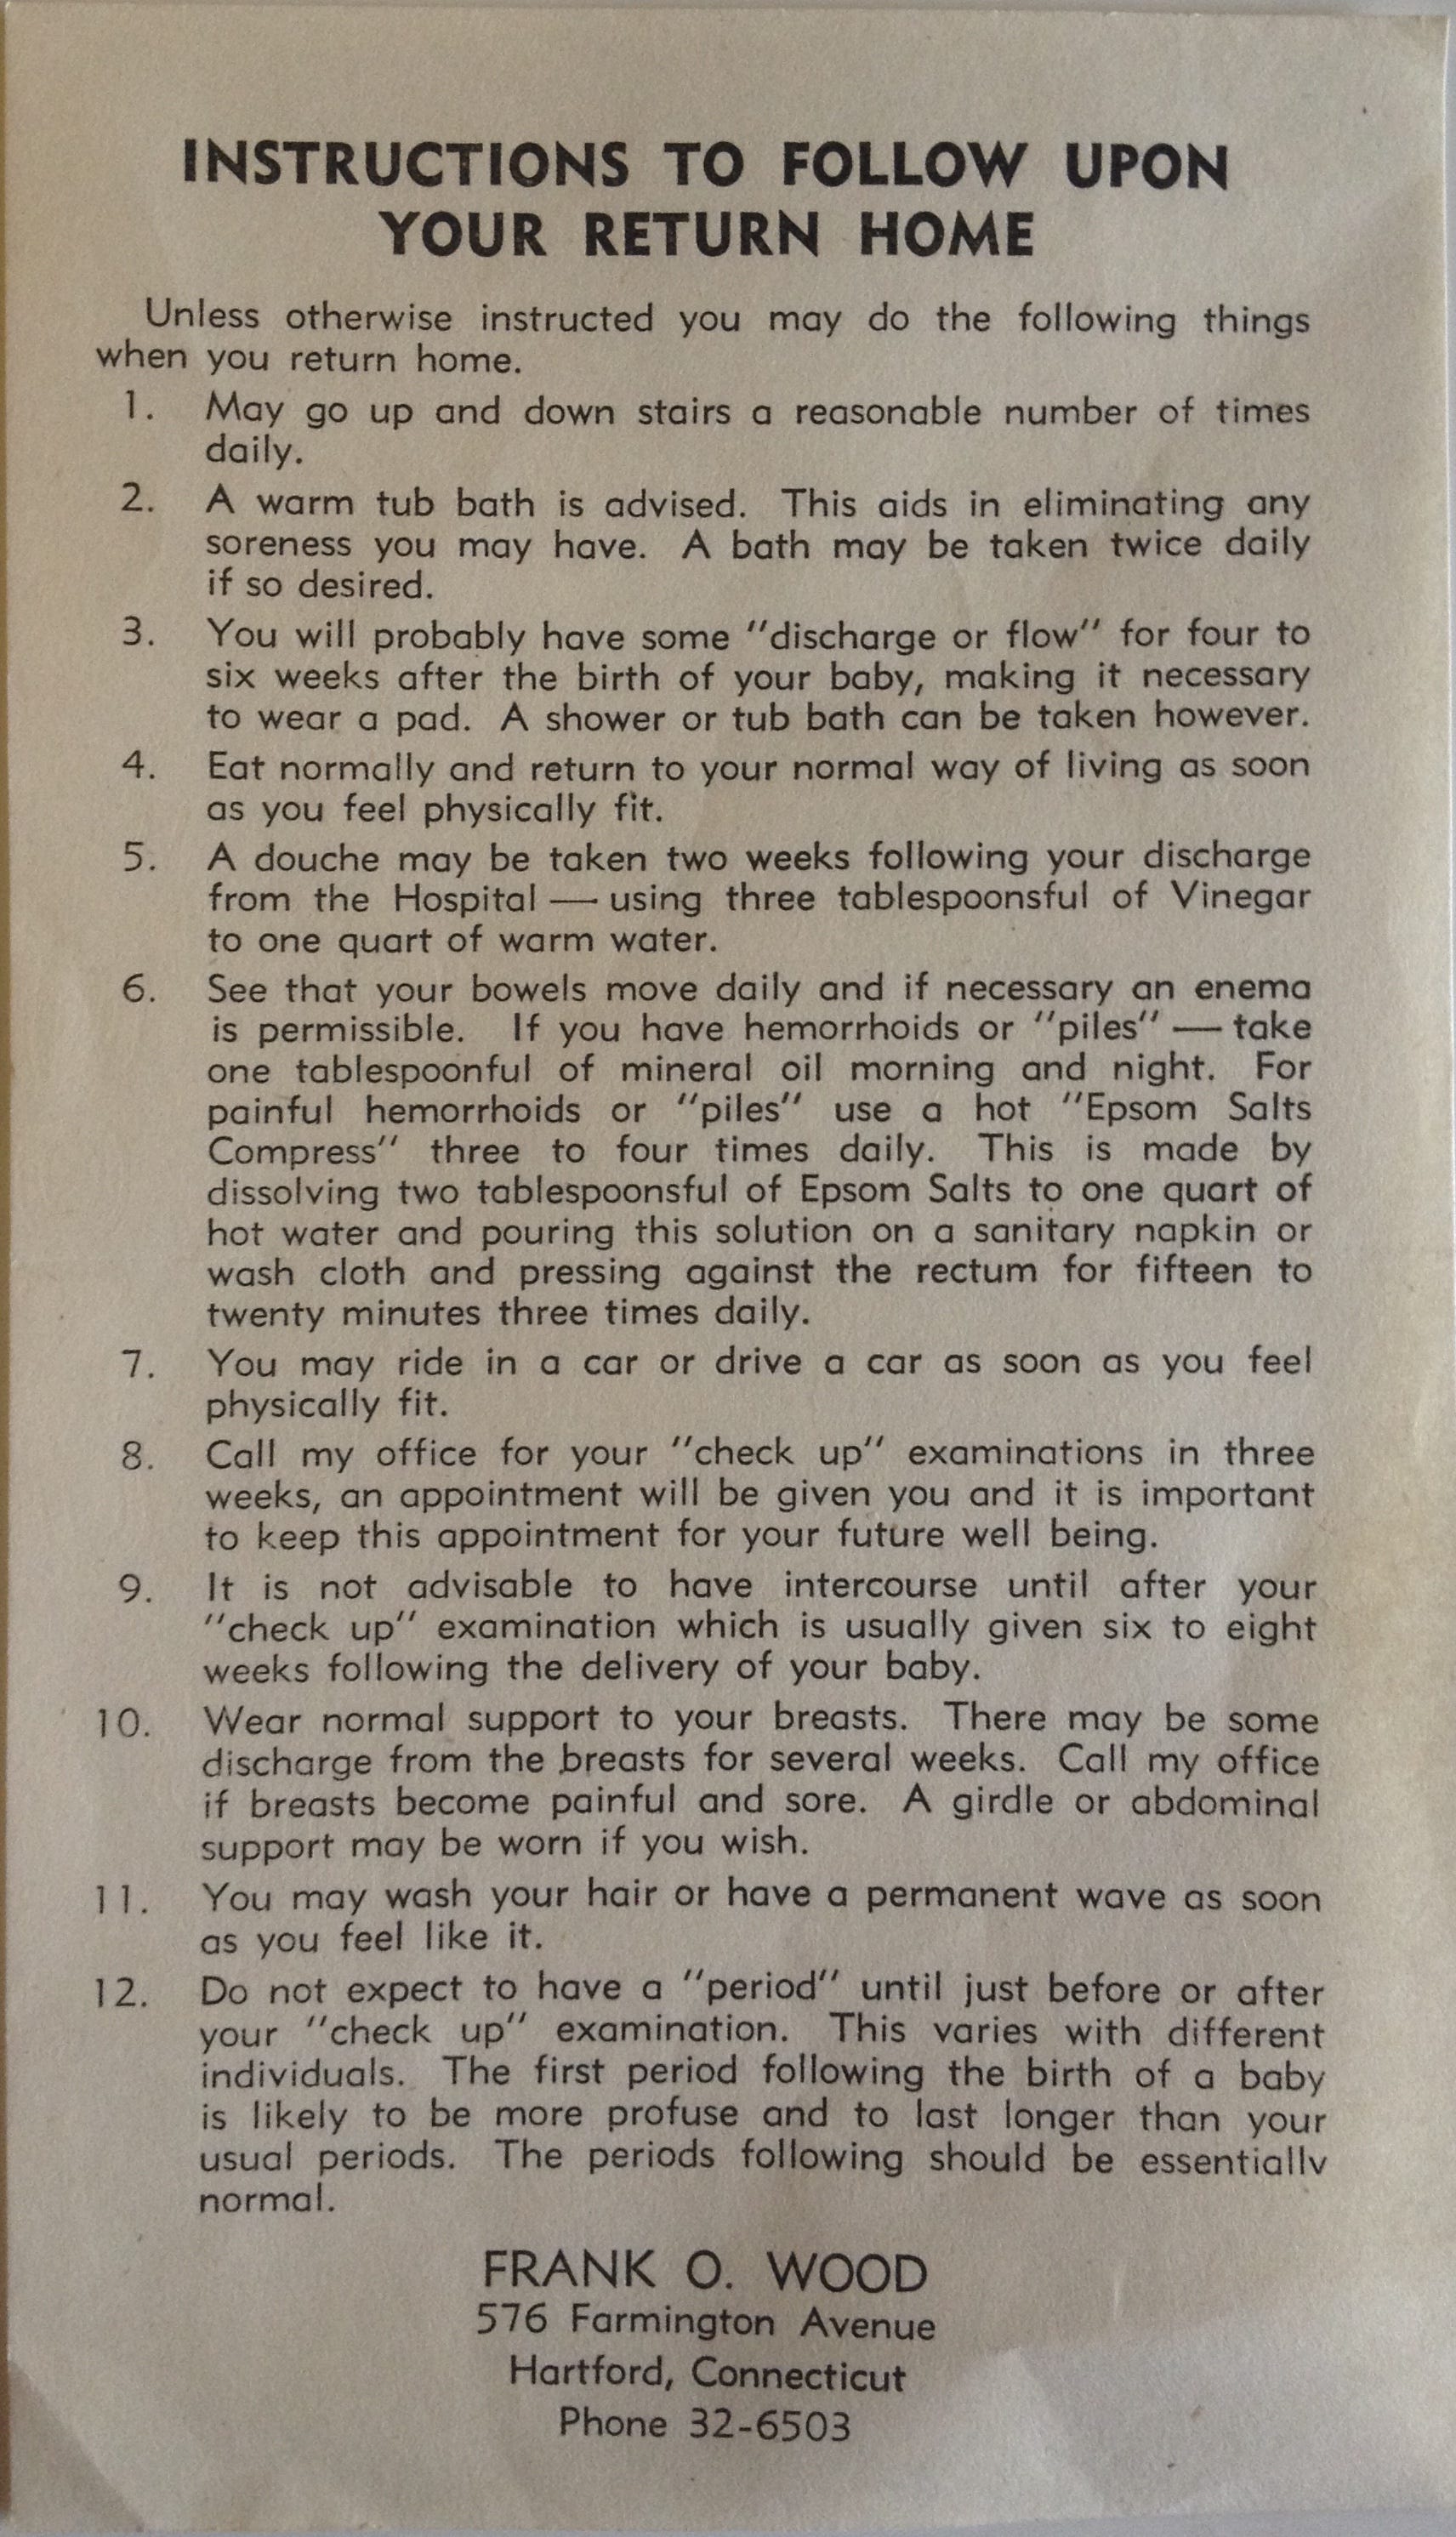 INSTRUCTIONS TO FOLLOW UPON
YOUR RETURN HOME
Unless otherwise instructed you may do the following things
when you return home.
1. May go up and down stairs a reasonable number of times
daily.
2. A warm tub bath is advised. This aids in eliminating any
soreness you may have. A bath may be taken twice daily
if so desired.
3. You will probably have some "discharge or flow" for four to
six weeks after the birth of your baby, making it necessary
to wear a pad. A shower or tub bath can be taken however.
4. Eat normally and return to your normal way of living as soon
as you feel physically fit.
5. A douche may be taken two weeks following your discharge
from the Hospital — using three tablespoonsful of Vinegar
to one quart of warm water.
6. See that your bowels move daily and if necessary an enema
is permissible. If you have hemorrhoids or "piles" — take
one tablespoonful of mineral oil morning and night. For
painful hemorrhoids or "piles" use a hot "Epsom Salts
Compress" three to four times daily. This is made by
dissolving two tablespoonsful of Epsom Salts to one quart of
hot water and pouring this solution on a sanitary napkin or
wash cloth and pressing against the rectum for fifteen to
twenty minutes three times daily.
7. You may ride in a car or drive a car as soon as you feel
physically fit.
8. Call my office for your "check up" examinations in three
weeks, an appointment will be given you and it is important
to keep this appointment for your future well being.
9. It is not advisable to have intercourse until after your
"check up" examination which is usually given six to eight
weeks following the delivery of your baby.
10. Wear normal support to your breasts. There may be some
discharge from the breasts for several weeks. Call my office
if breasts become painful and sore. A girdle or abdominal
support may be worn if you wish.
11. You may wash your hair or have a permanent wave as soon
as you feel like it.
12. Do not expect to have a "period" until just before or after
your "check up" examination. This varies with different
individuals. The first period following the birth of a baby
is likely to be more profuse and to last longer than your
usual periods. The periods following should be essentially
normal.
FRANK O. WOOD
576 Farmington Avenue
Hartford, Connecticut
Phone 32-6503